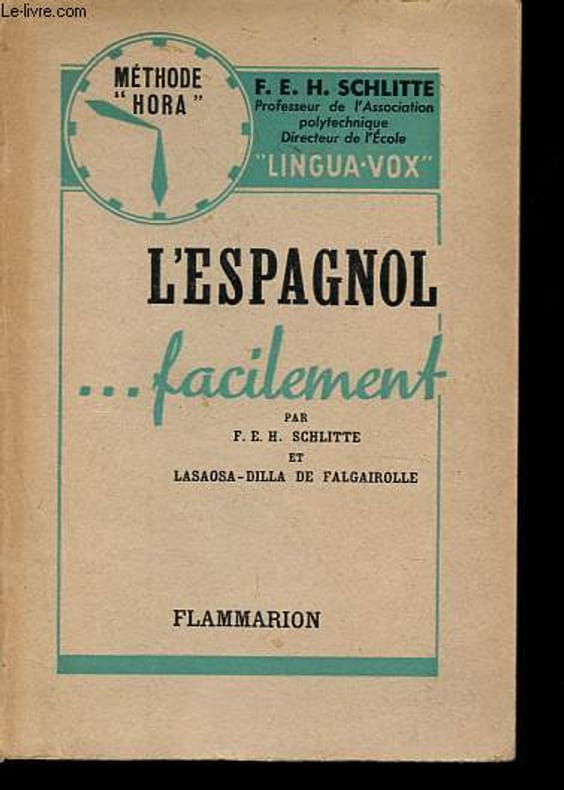 Le-livre.com
MÉTHODE
"HORA"
F. E. H. SCHLITTE
Professeur de l'Association
polytechnique
Directeur de l'École
"LINGUA-VOX"
L'ESPAGNOL
...facilement
PAR
F. E. H. SCHLITTE
ET
LASAOSA-DILLA DE FALGAIROLLE
FLAMMARION